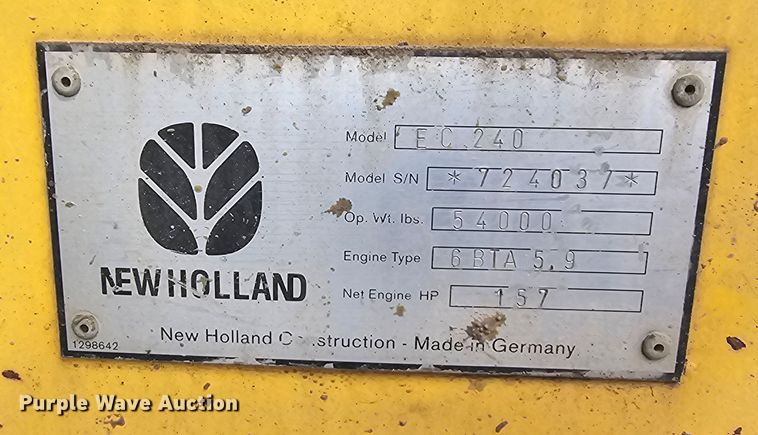 Model EC 240
Model S/N *724037*
Op. Wt. lbs. 54000
Engine Type 6BTA 5.9
Net Engine HP 157
NEW HOLLAND
1298642
New Holland Construction - Made in Germany
Purple Wave Auction